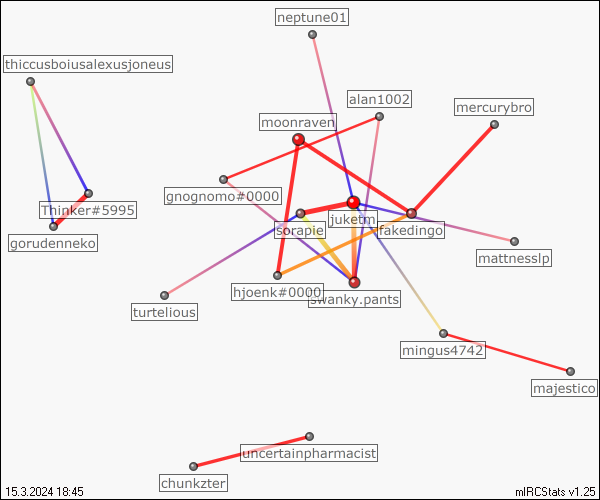 neptune01
thiccusboiusalexusjoneus
alan1002
mercurybro
moonraven
gnognomo#0000
Thinker#5995
juketm
sorapie
fakedingo
gorudenneko
mattnesslp
hjoenk#0000
swanky.pants
turtelious
mingus4742
majestico
uncertainpharmacist
chunkzter
15.3.2024 18:45
mIRCStats v1.25